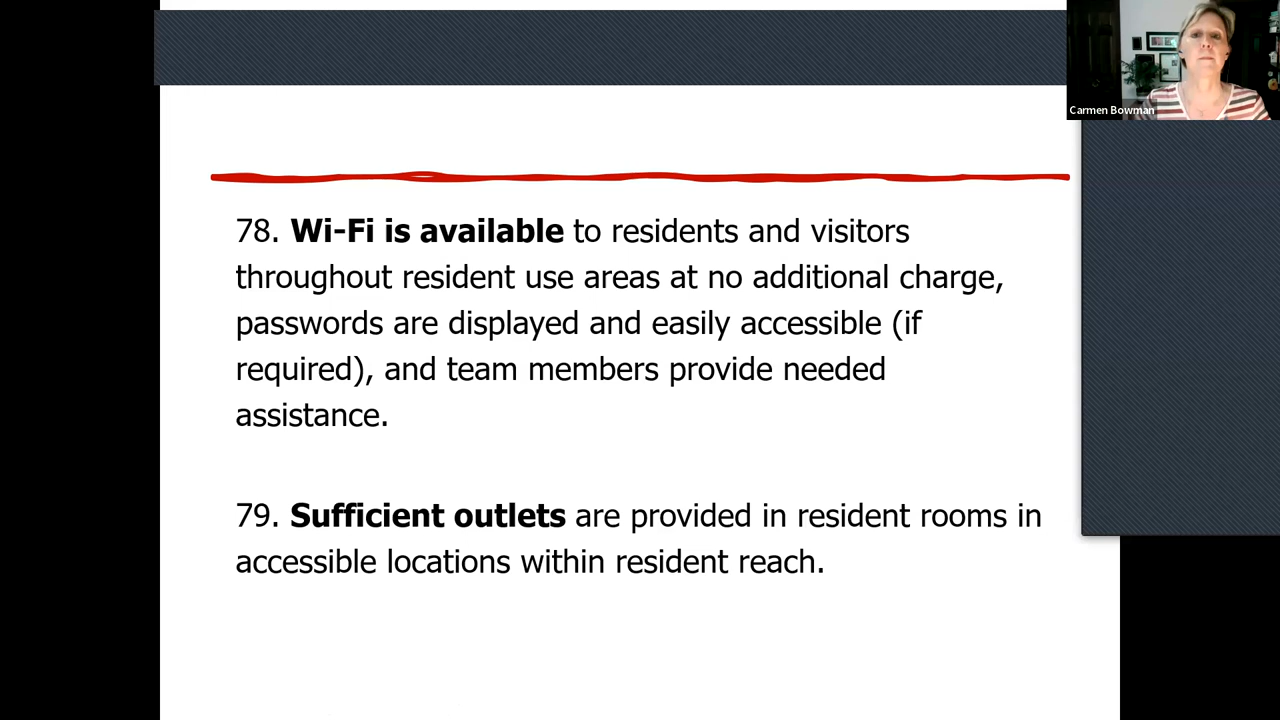 Carmen Bowman
78. Wi-Fi is available to residents and visitors
throughout resident use areas at no additional charge,
passwords are displayed and easily accessible (if
required), and team members provide needed
assistance.
79. Sufficient outlets are provided in resident rooms in
accessible locations within resident reach.